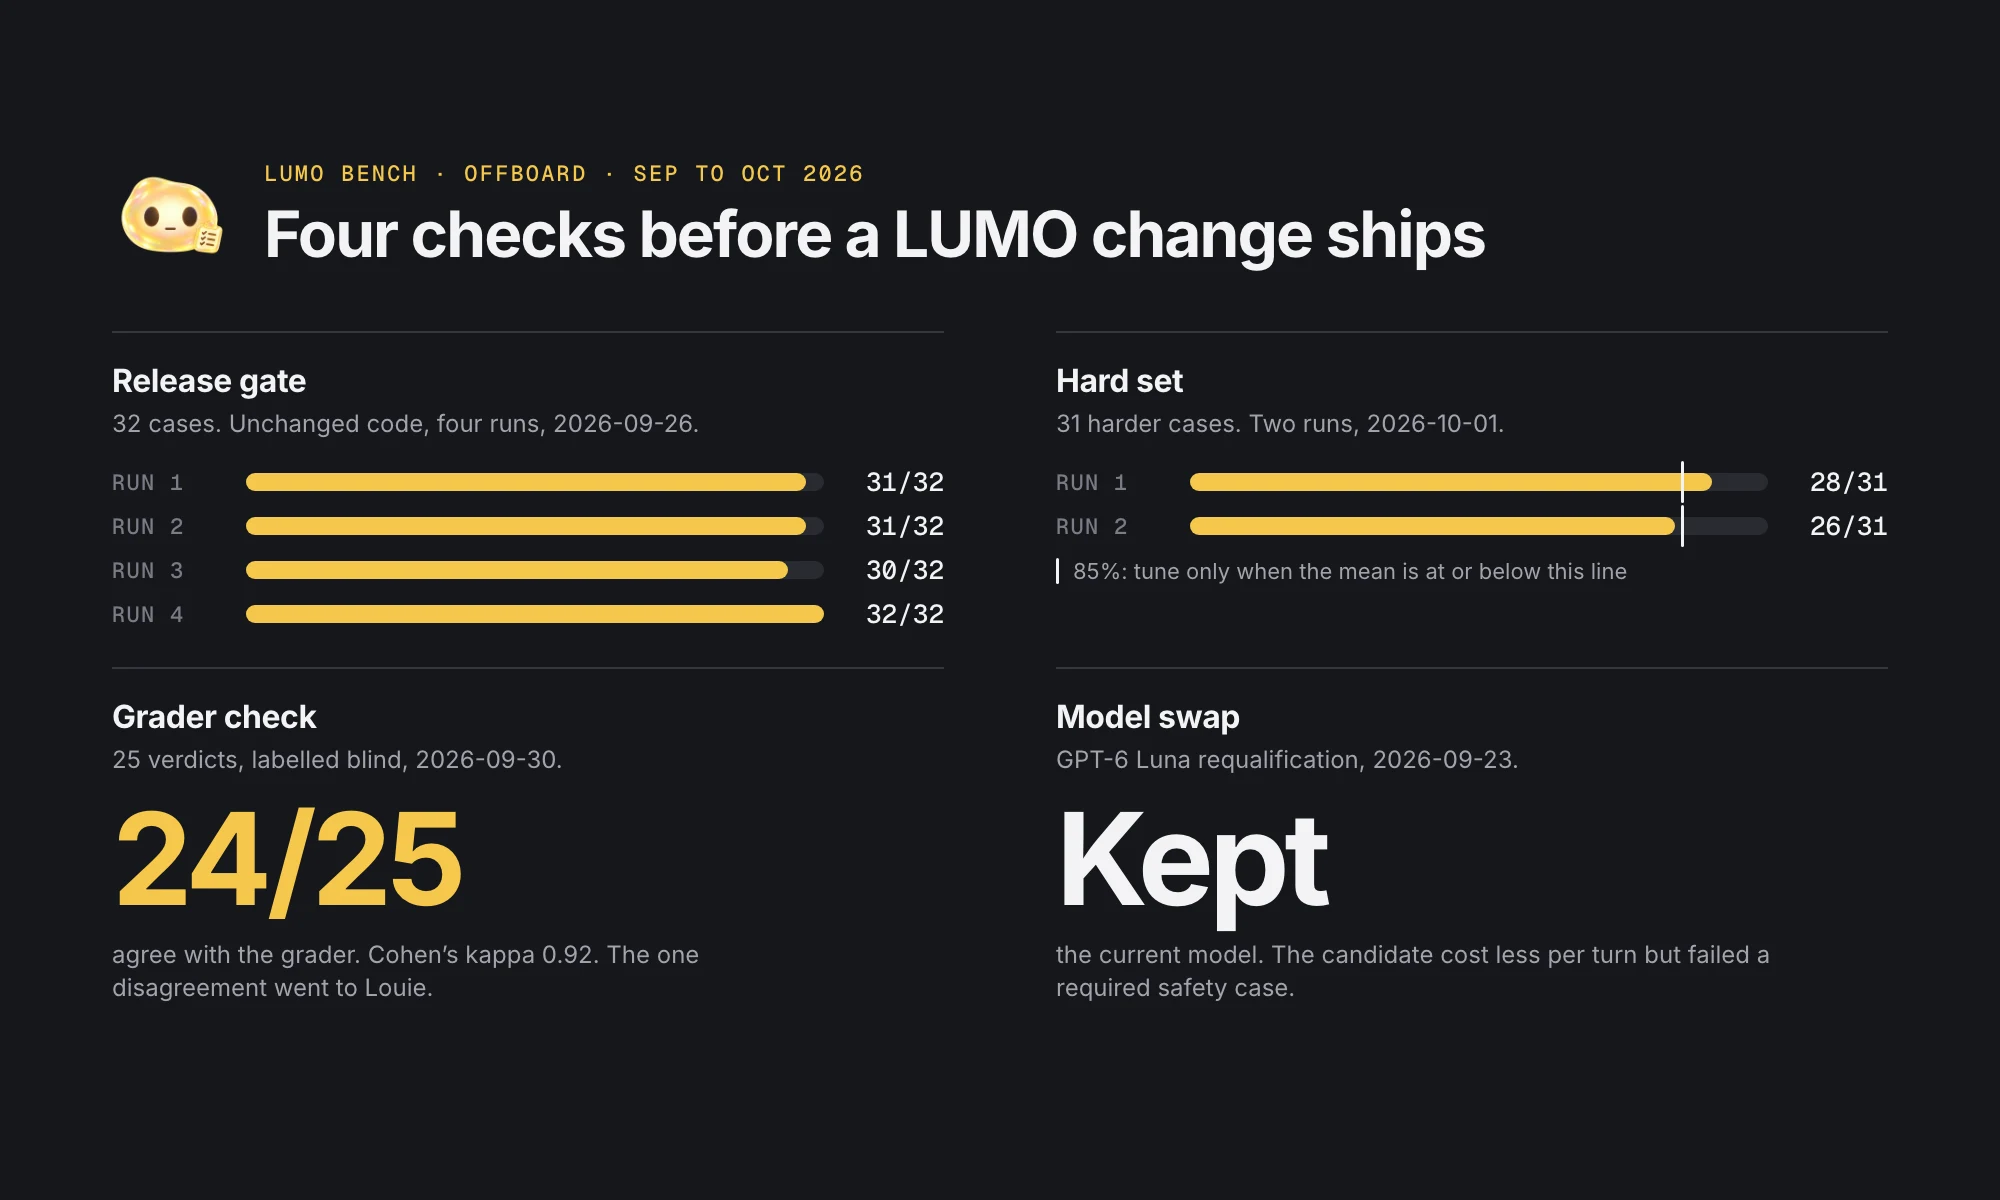 LUMO BENCH · OFFBOARD · SEP TO OCT 2026
Four checks before a LUMO change ships
Release gate
32 cases. Unchanged code, four runs, 2026-09-26.
RUN 1 31/32
RUN 2 31/32
RUN 3 30/32
RUN 4 32/32
Hard set
31 harder cases. Two runs, 2026-10-01.
RUN 1 28/31
RUN 2 26/31
85%: tune only when the mean is at or below this line
Grader check
25 verdicts, labelled blind, 2026-09-30.
24/25
agree with the grader. Cohen’s kappa 0.92. The one
disagreement went to Louie.
Model swap
GPT-6 Luna requalification, 2026-09-23.
Kept
the current model. The candidate cost less per turn but failed a
required safety case.